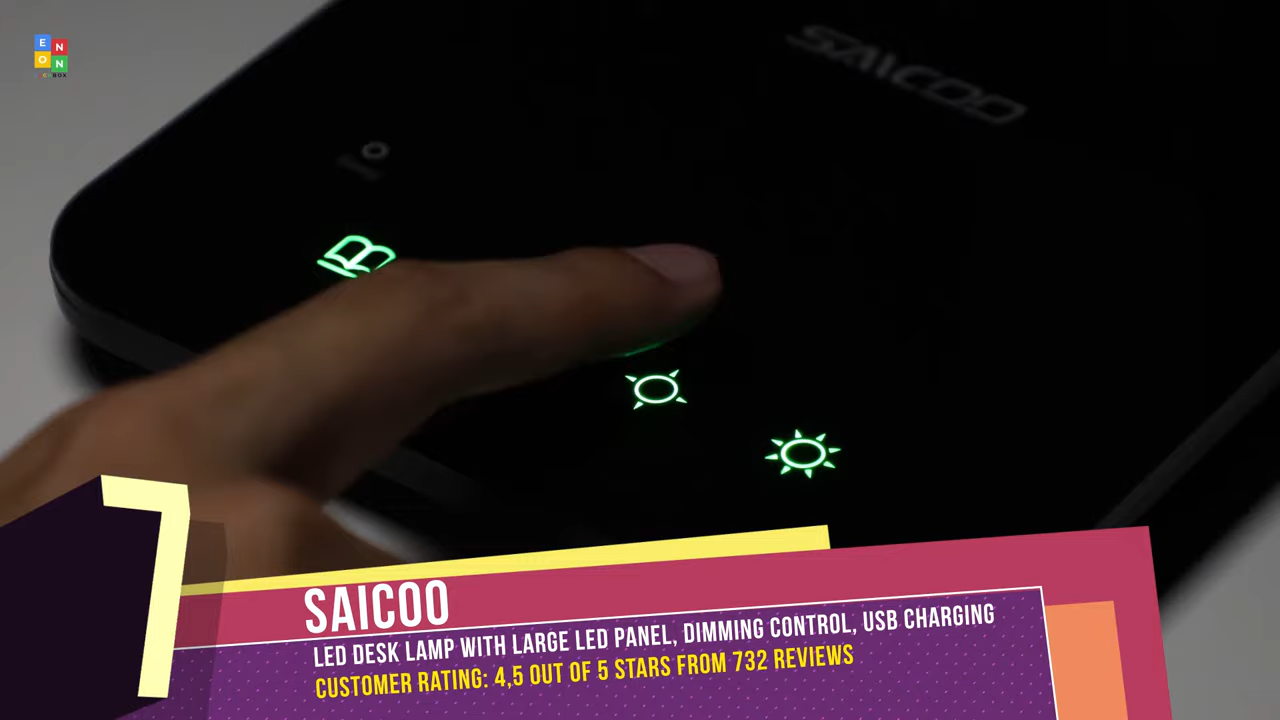 E N
O N
SAICOO
7
SAICOO
LED DESK LAMP WITH LARGE LED PANEL, DIMMING CONTROL, USB CHARGING
CUSTOMER RATING: 4,5 OUT OF 5 STARS FROM 732 REVIEWS